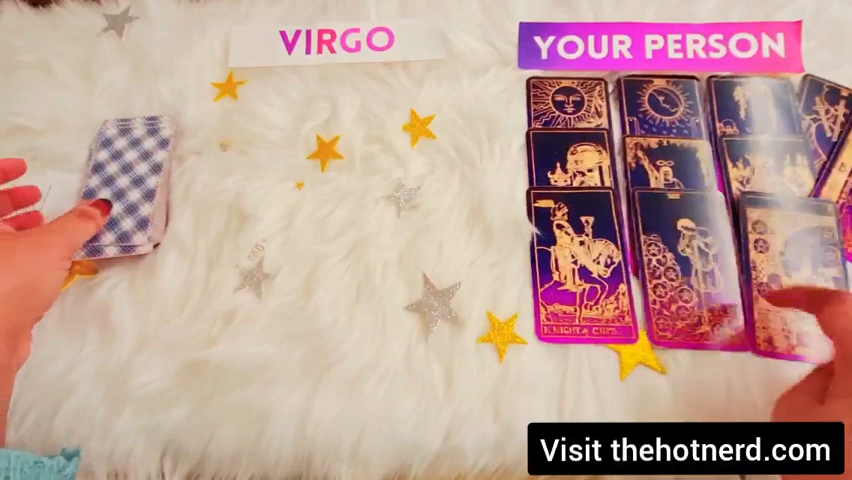 VIRGO
YOUR PERSON
KNIGHT of CUPS.
Visit thehotnerd.com